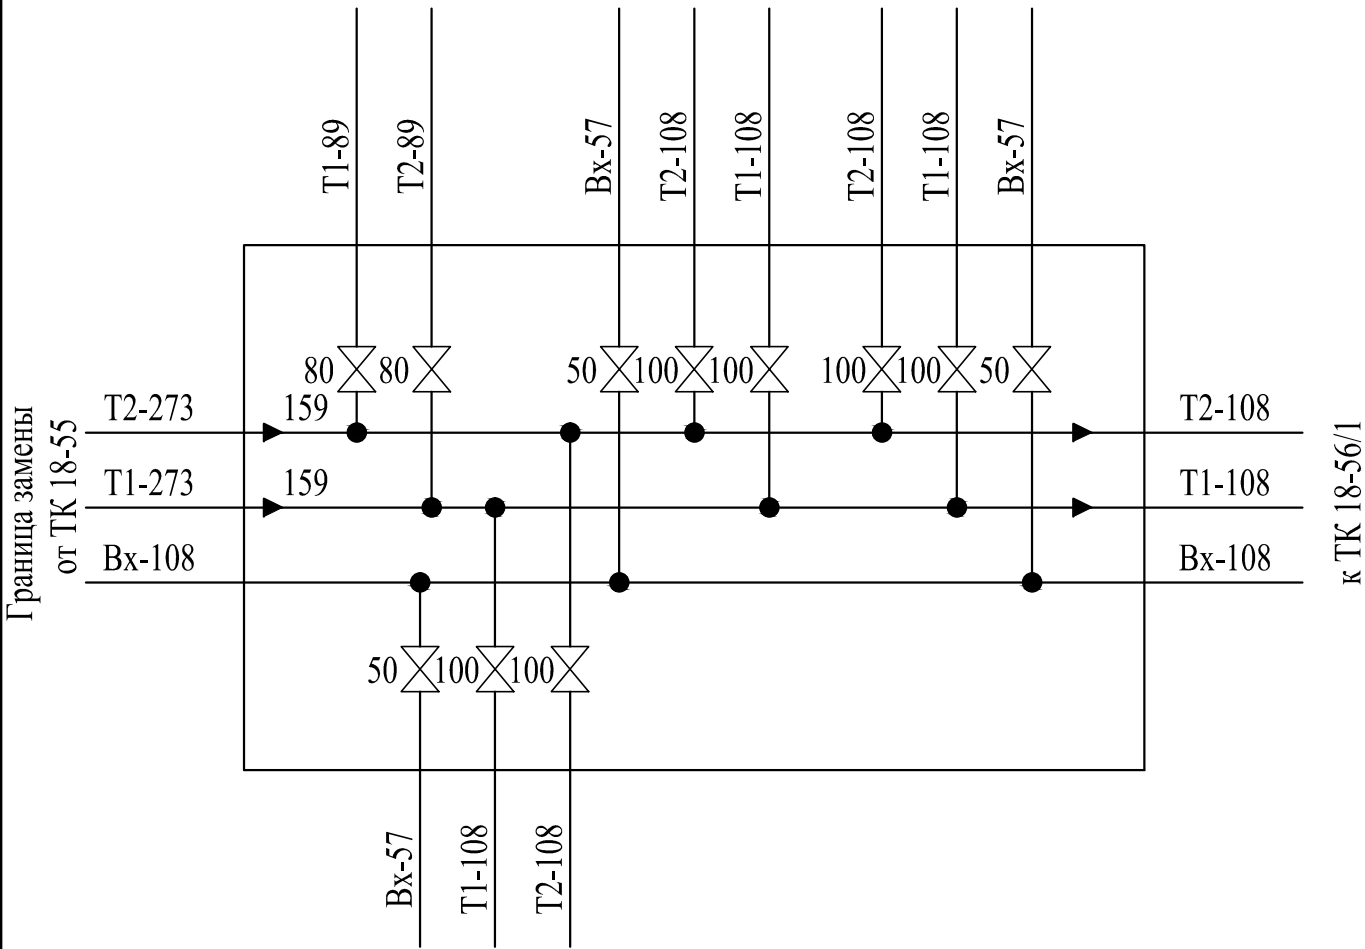 Т1-89
Т2-89
Вх-57
Т2-108
Т1-108
Т2-108
Т1-108
Вх-57
80
80
50
100
100
100
100
50
Граница замены
от ТК 18-55
Т2-273
159
Т2-108
Т1-273
159
Т1-108
Вх-108
Вх-108
к ТК 18-56/1
50
100
100
Вх-57
Т1-108
Т2-108